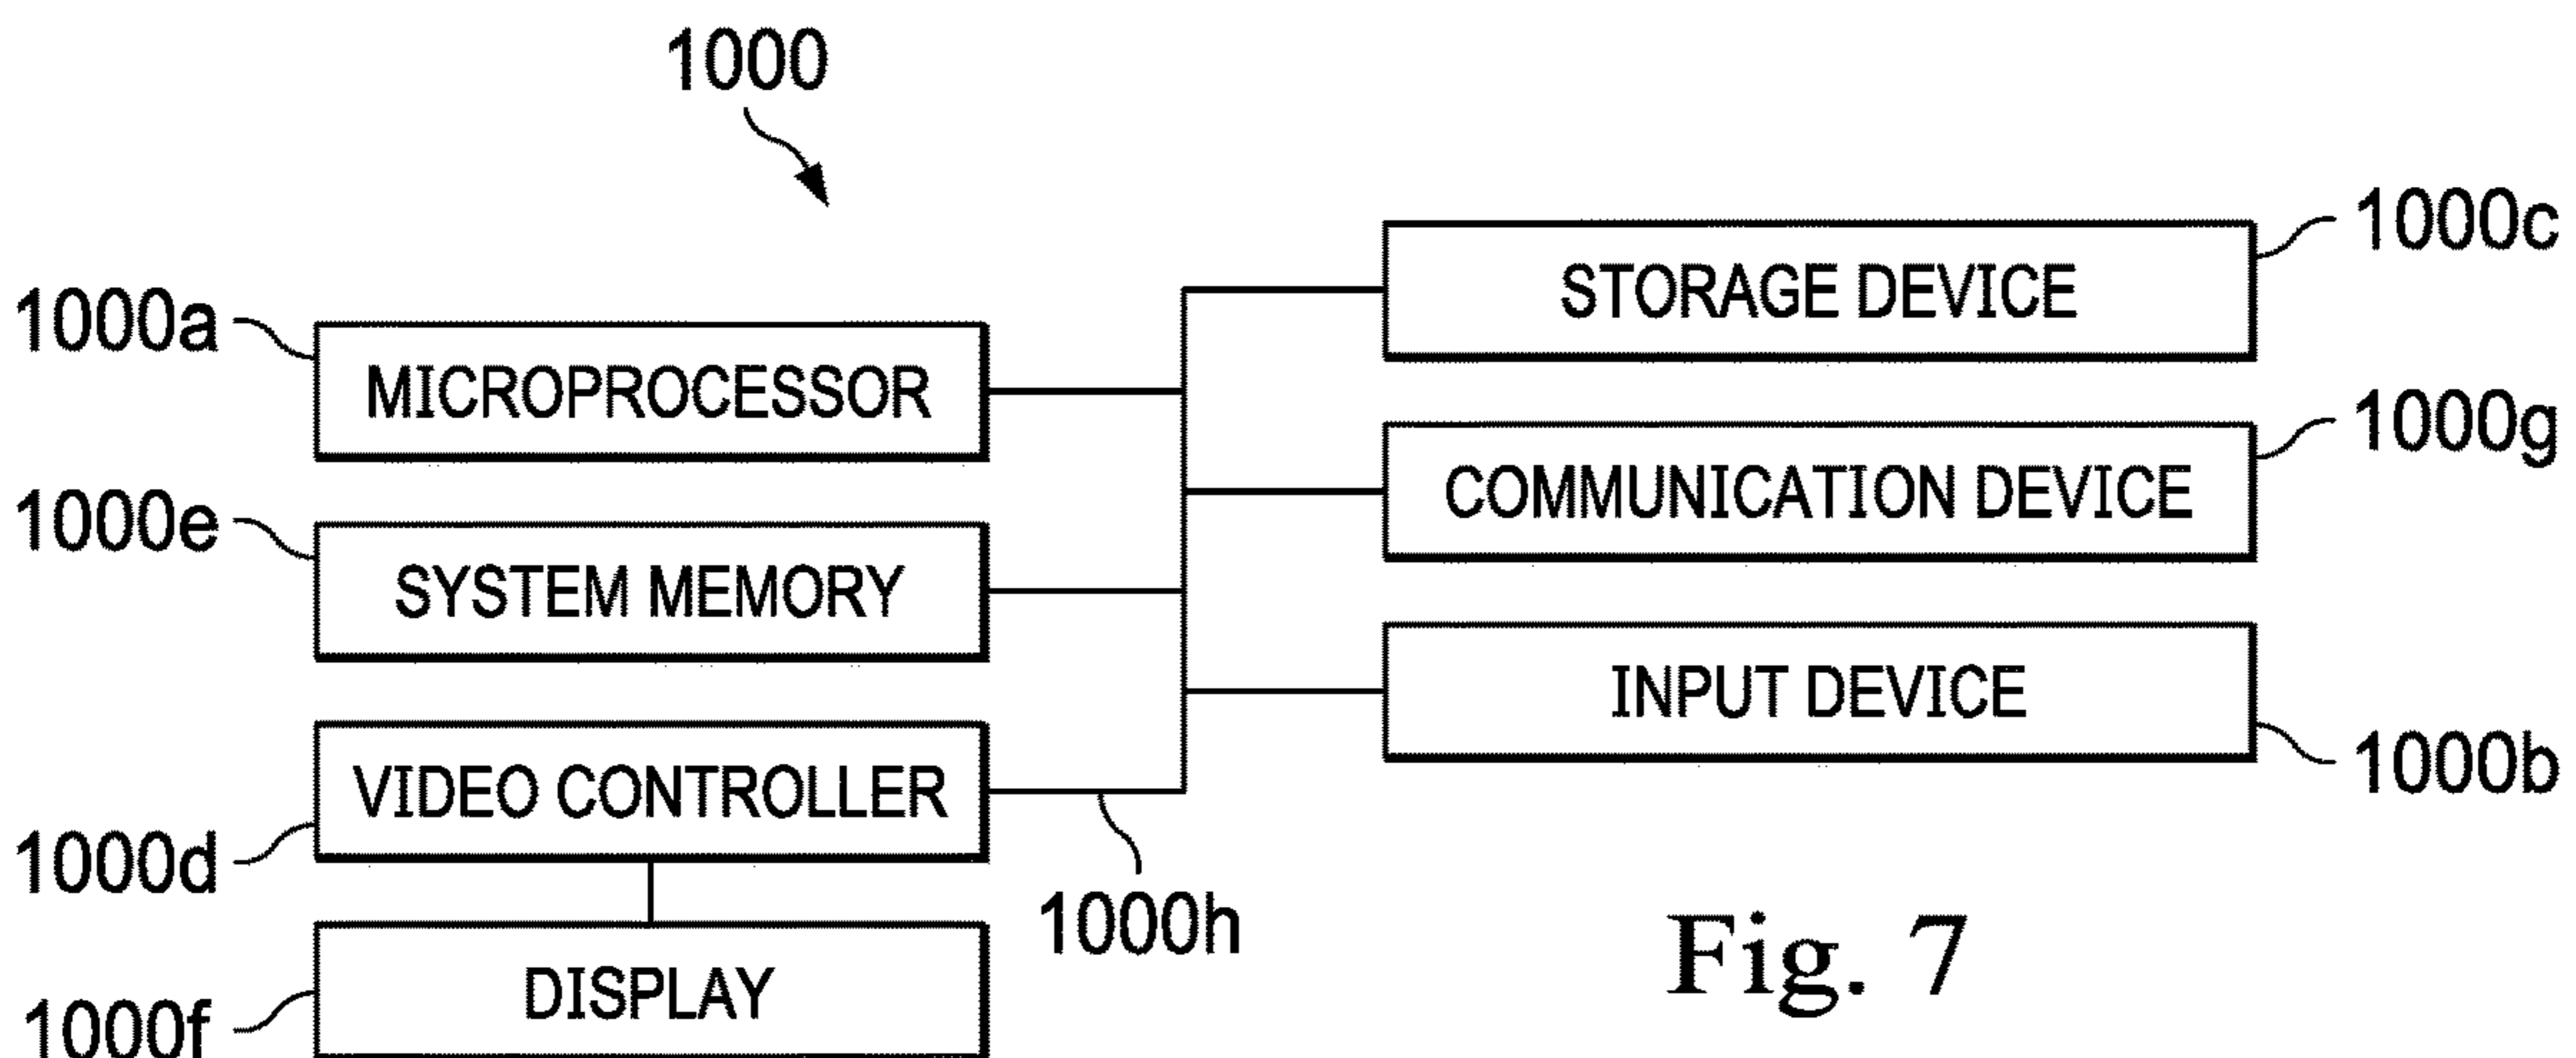 1000
1000c
STORAGE DEVICE
1000a
MICROPROCESSOR
1000g
COMMUNICATION DEVICE
1000e
SYSTEM MEMORY
INPUT DEVICE
1000b
VIDEO CONTROLLER
1000d
1000h
DISPLAY
1000f
Fig. 7